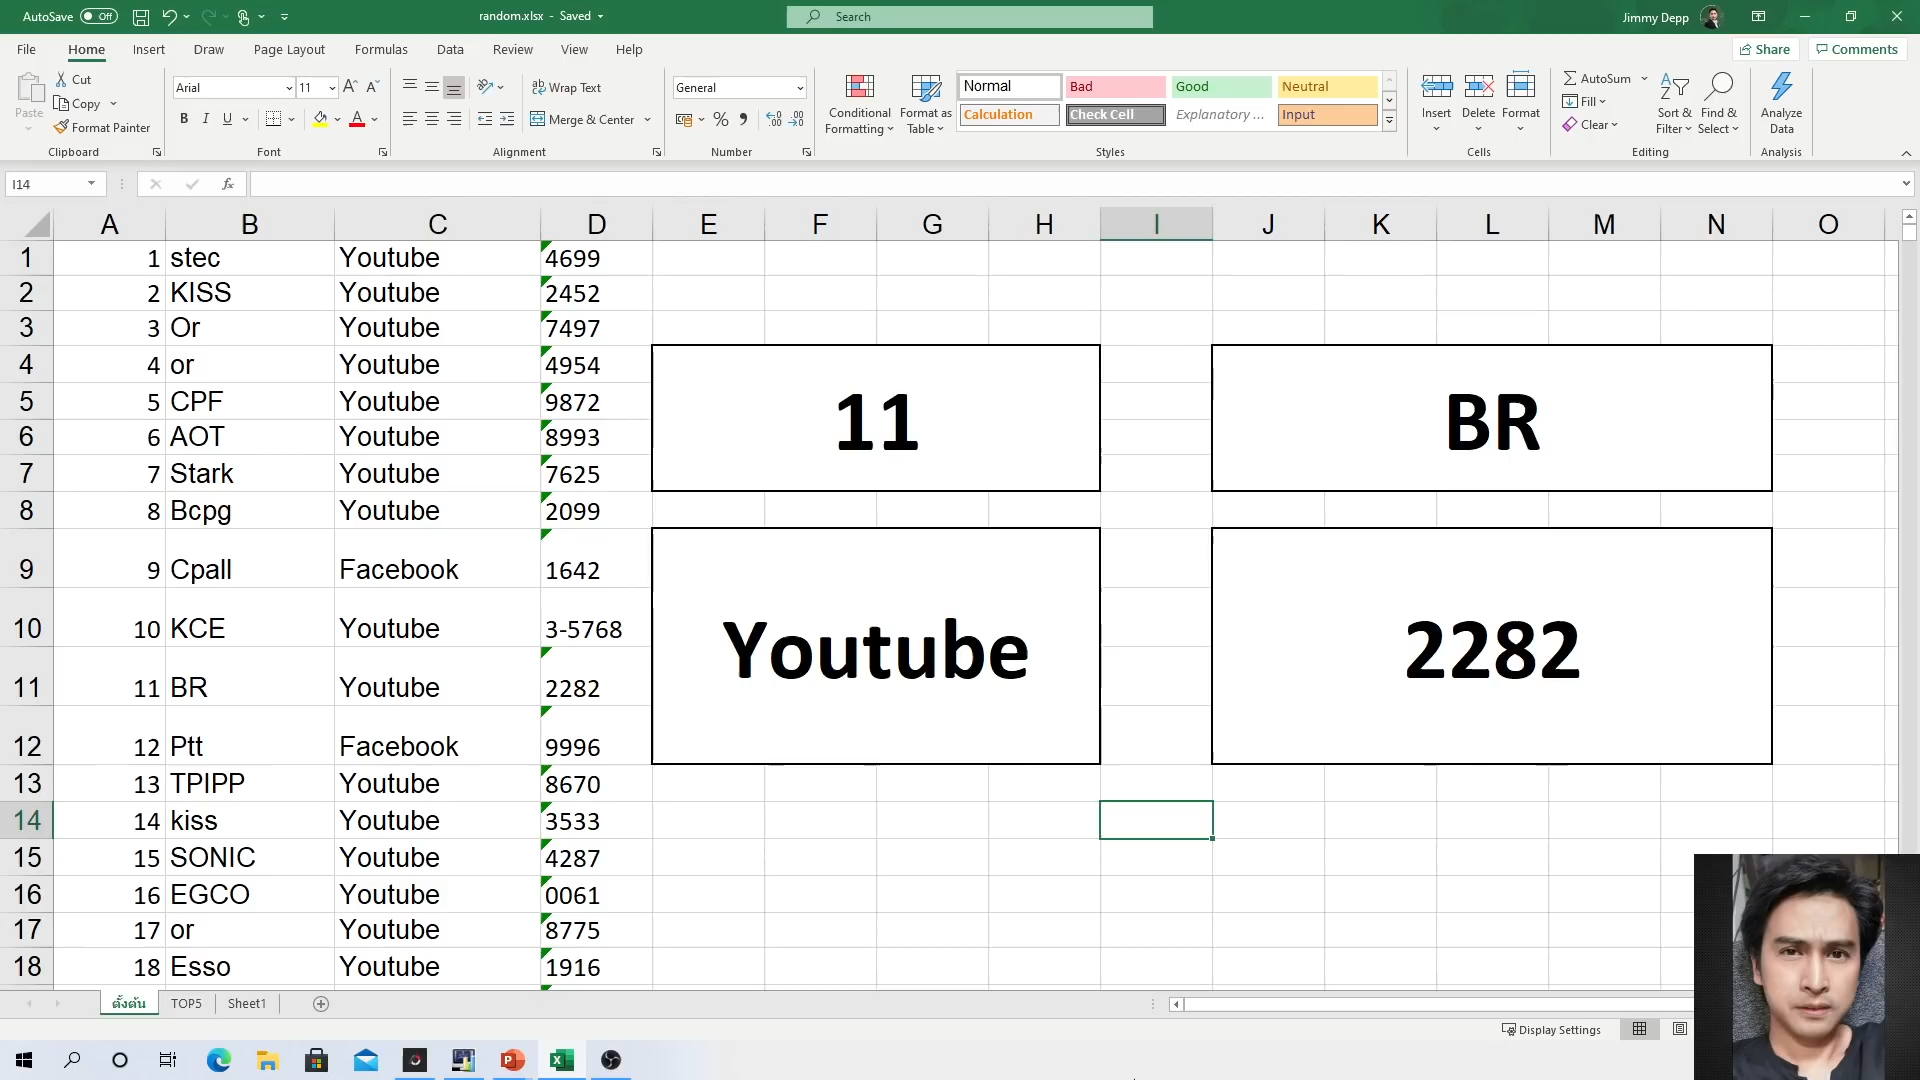 AutoSave Off random.xlsx - Saved Search Jimmy Depp
File Home Insert Draw Page Layout Formulas Data Review View Help Share Comments
Paste Cut Copy Format Painter Clipboard
Arial 11 A A B I U A Font
Wrap Text Merge & Center Alignment
General % , Number
Conditional Formatting Format as Table Normal Bad Good Neutral Calculation Check Cell Explanatory ... Input Styles
Insert Delete Format Cells
AutoSum Fill Clear Sort & Filter Find & Select Editing
Analyze Data Analysis
I14 fx
A B C D E F G H I J K L M N O
1 1 stec Youtube 4699
2 2 KISS Youtube 2452
3 3 Or Youtube 7497
4 4 or Youtube 4954
5 5 CPF Youtube 9872
6 6 AOT Youtube 8993
7 7 Stark Youtube 7625
8 8 Bcpg Youtube 2099
9 9 Cpall Facebook 1642
10 10 KCE Youtube 3-5768
11 11 BR Youtube 2282
12 12 Ptt Facebook 9996
13 13 TPIPP Youtube 8670
14 14 kiss Youtube 3533
15 15 SONIC Youtube 4287
16 16 EGCO Youtube 0061
17 17 or Youtube 8775
18 18 Esso Youtube 1916
11 BR
Youtube 2282
ตั้งต้น TOP5 Sheet1
Display Settings